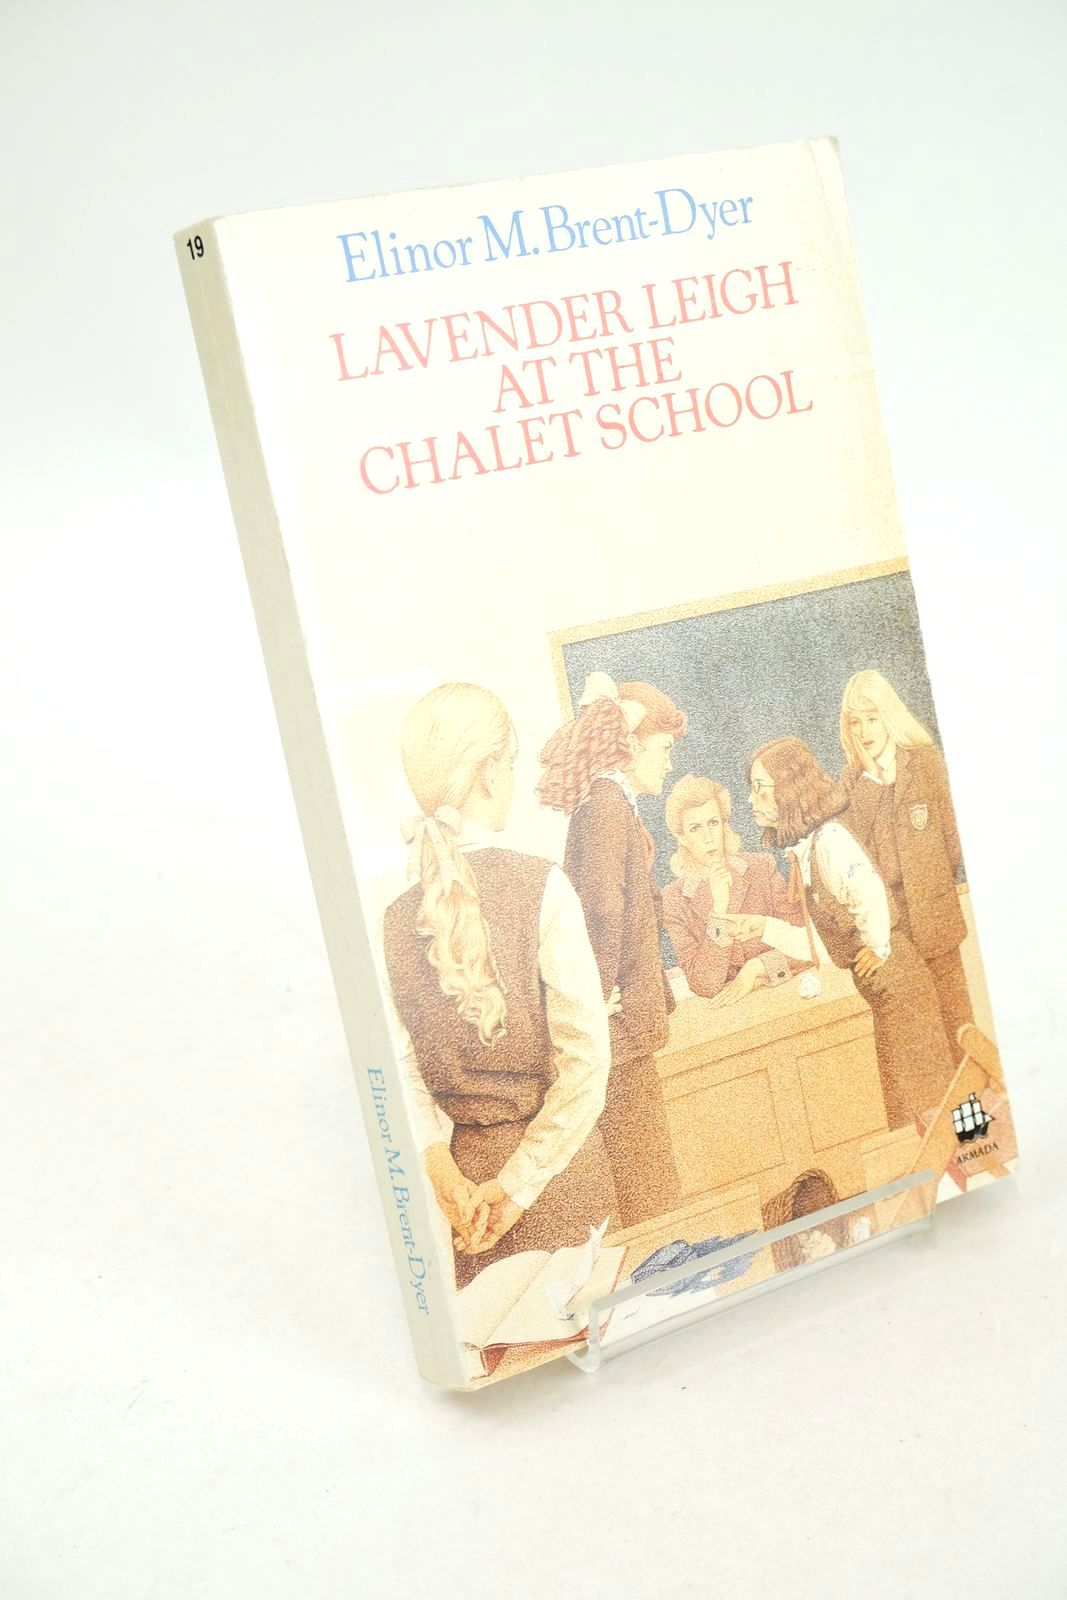 19
Elinor M. Brent-Dyer
LAVENDER LEIGH
AT THE
CHALET SCHOOL
ARMADA
Elinor M. Brent-Dyer